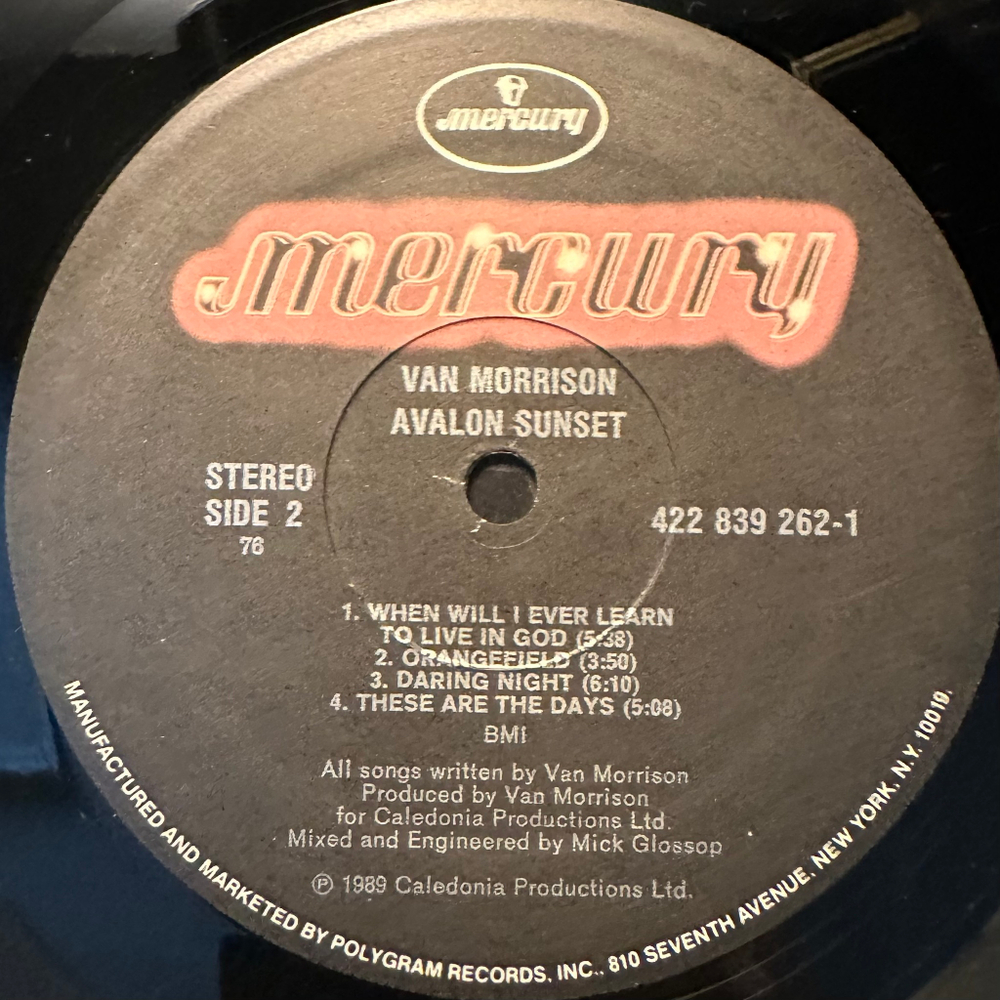 mercury
mercury
VAN MORRISON
AVALON SUNSET
STEREO
SIDE 2
76
422 839 262-1
1. WHEN WILL I EVER LEARN
TO LIVE IN GOD (5:38)
2. ORANGEFIELD (3:50)
3. DARING NIGHT (6:10)
4. THESE ARE THE DAYS (5:08)
BMI
All songs written by Van Morrison
Produced by Van Morrison
for Caledonia Productions Ltd.
Mixed and Engineered by Mick Glossop
℗ 1989 Caledonia Productions Ltd.
MANUFACTURED AND MARKETED BY POLYGRAM RECORDS, INC., 810 SEVENTH AVENUE, NEW YORK, N.Y. 10019.